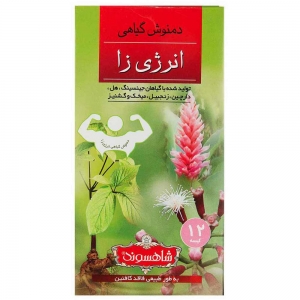 دمنوش گیاهی
انرژی زا
تولید شده با گیاهان جینسینگ، هل،
دارچین، زنجبیل، میخک و گشنیز
۱۲
شاهسوند
به طور طبیعی فاقد کافئین